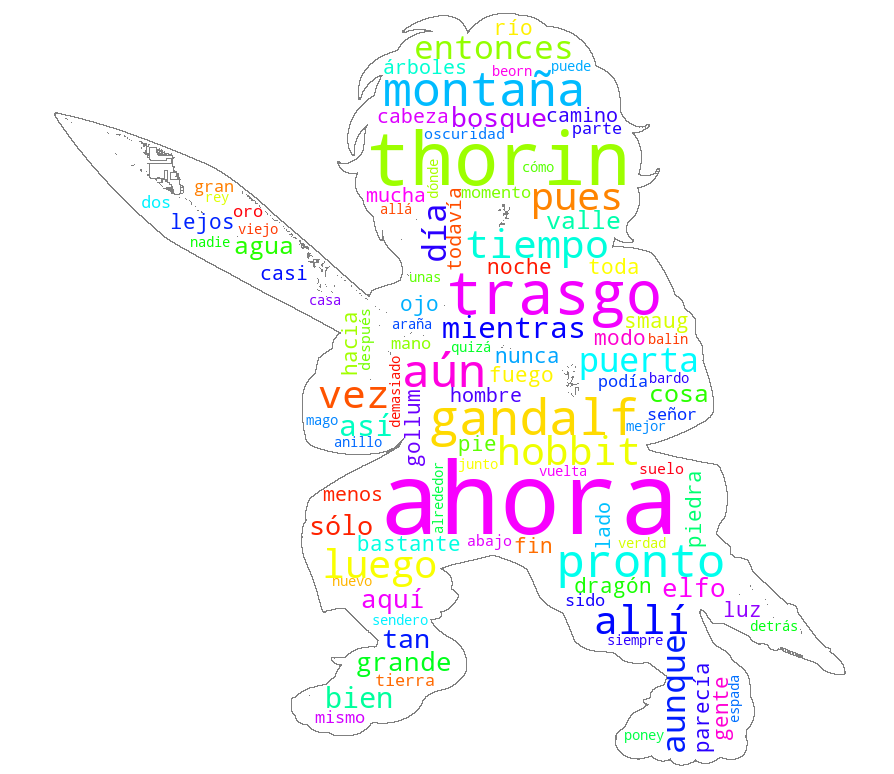 río
entonces
árboles
beorn
puede
montaña
cabeza
bosque
camino
oscuridad
parte
thorin
cómo
dónde
mucha
momento
pues
allá
todavía
día
valle
tiempo
noche
toda
gran
rey
dos
oro
lejos
viejo
nadie
agua
casi
casa
unas
trasgo
ojo
araña
mientras
smaug
modo
balin
hacia
después
mano
quizá
nunca
puerta
aún
fuego
podía
bardo
demasiado
vez
hombre
cosa
gollum
gandalf
señor
mago
así
mejor
anillo
pie
hobbit
junto
vuelta
suelo
alrededor
ahora
menos
piedra
sólo
lado
bastante
abajo
fin
verdad
luego
pronto
huevo
dragón
elfo
aquí
sido
luz
sendero
allí
detrás
tan
siempre
aunque
grande
tierra
parecía
gente
espada
bien
mismo
poney